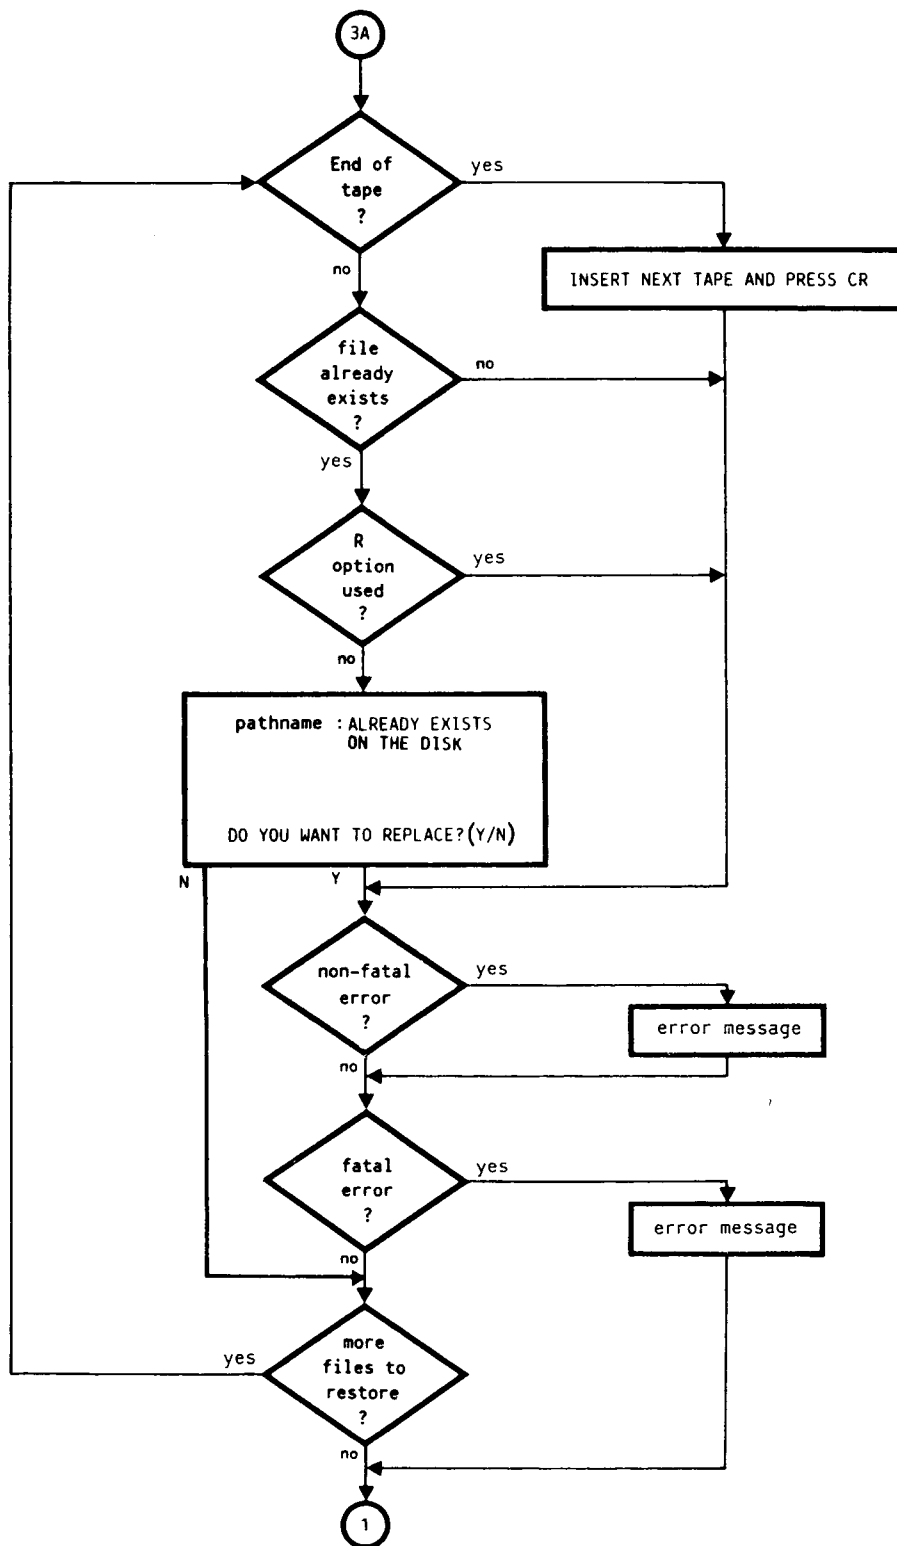 3A
End of
tape
?
yes
no
INSERT NEXT TAPE AND PRESS CR
file
already
exists
?
no
yes
R
option
used
?
yes
no
pathname : ALREADY EXISTS
ON THE DISK
DO YOU WANT TO REPLACE?(Y/N)
N
Y
non-fatal
error
?
yes
error message
no
fatal
error
?
yes
error message
no
more
files to
restore
?
yes
no
1